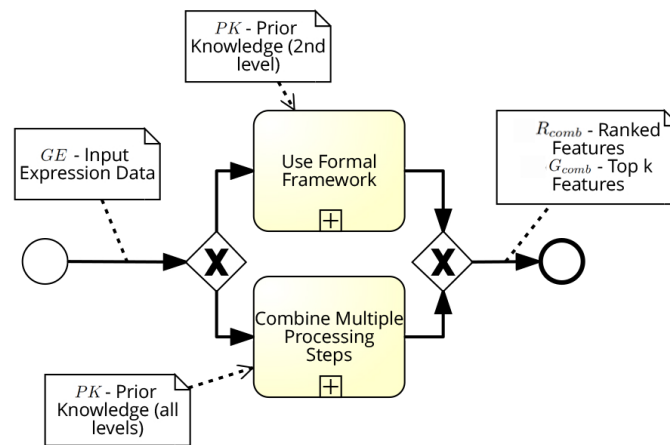 PK - Prior
Knowledge (2nd
level)
GE - Input
Expression Data
Use Formal
Framework
R_comb - Ranked
Features
G_comb - Top k
Features
X
X
Combine Multiple
Processing
Steps
PK - Prior
Knowledge (all
levels)